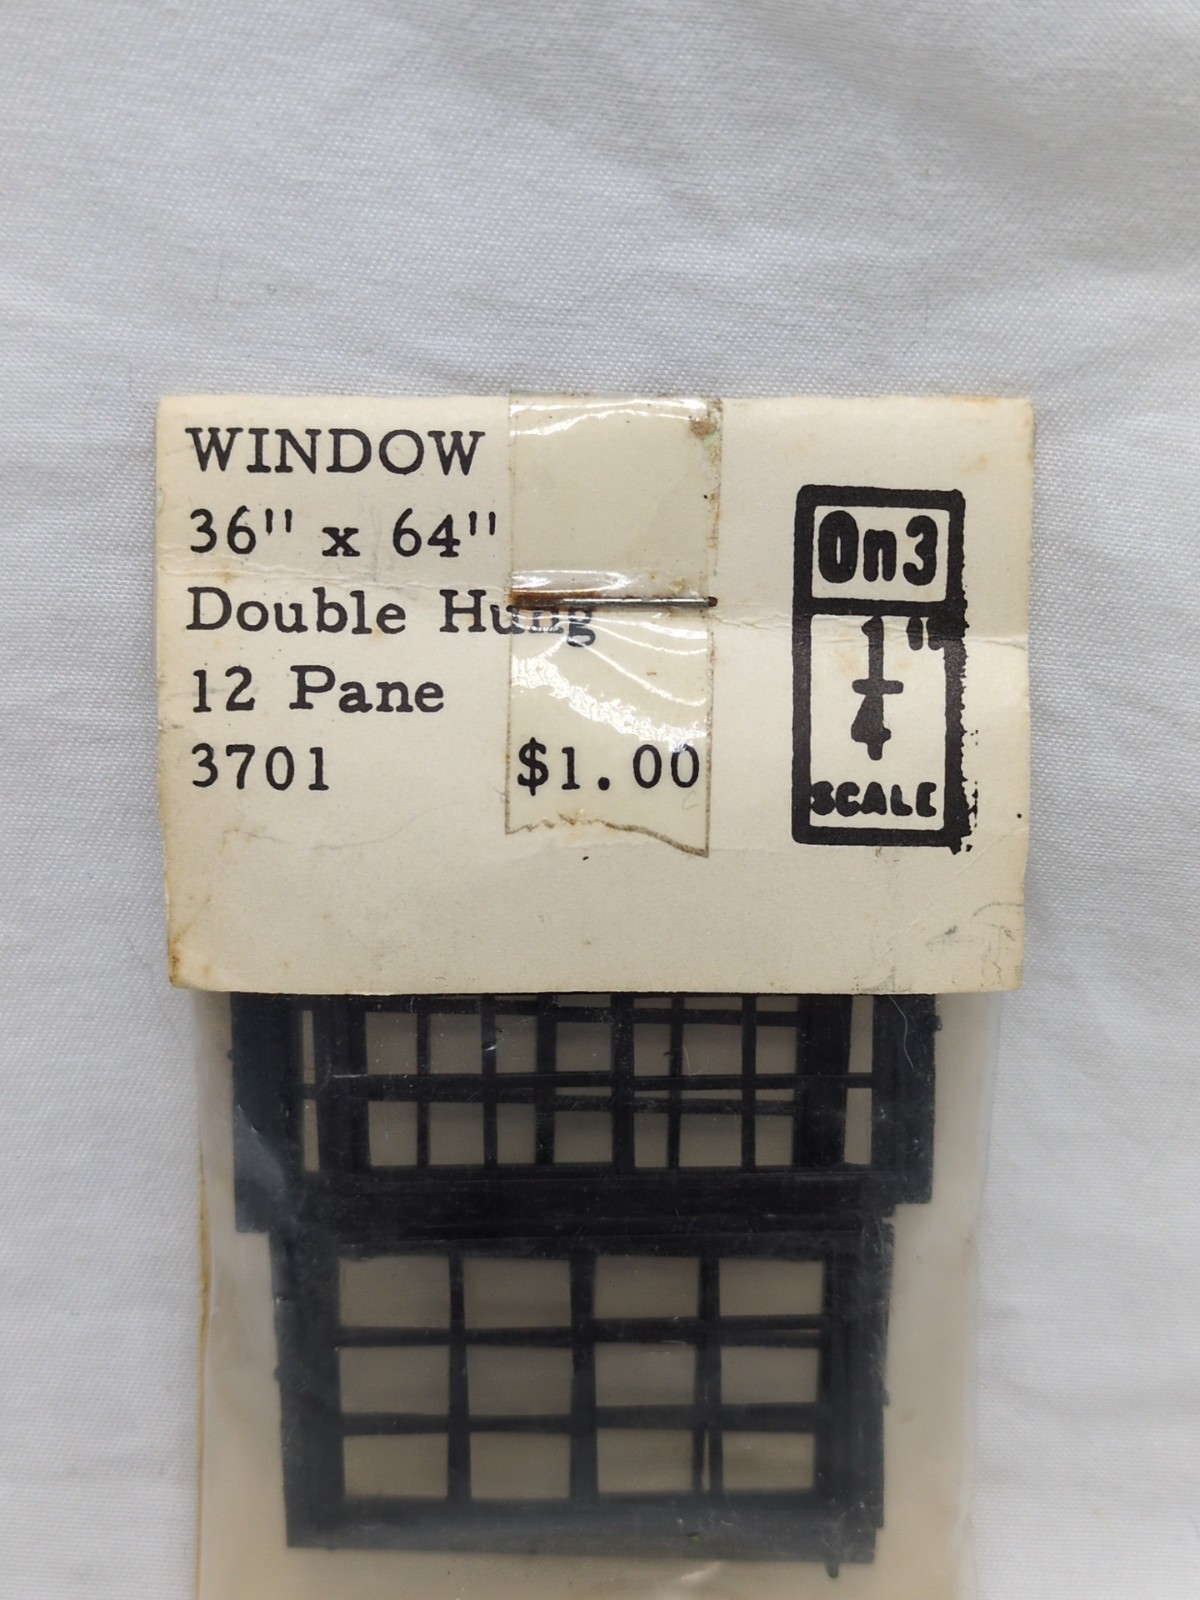 WINDOW
36" x 64"
Double Hung
12 Pane
3701 $1.00
On3
1"
4
SCALE